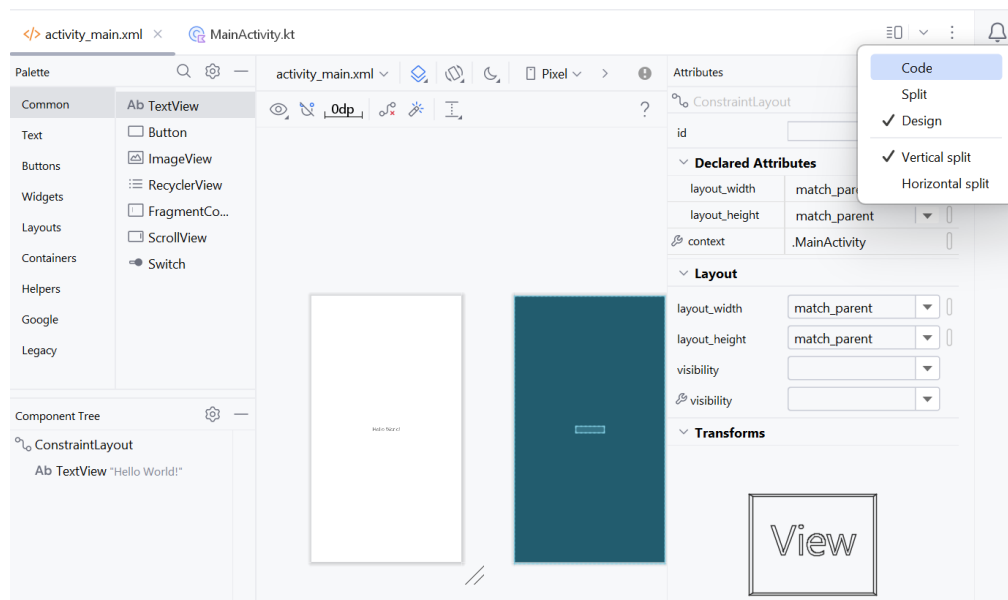 activity_main.xml
MainActivity.kt
Palette
Common
Text
Buttons
Widgets
Layouts
Containers
Helpers
Google
Legacy
Ab TextView
Button
ImageView
RecyclerView
FragmentCo...
ScrollView
Switch
Component Tree
ConstraintLayout
Ab TextView "Hello World!"
activity_main.xml
Pixel
0dp
?
Hello World!
Attributes
ConstraintLayout
id
Declared Attributes
layout_width match_pare
layout_height match_parent
context .MainActivity
Layout
layout_width match_parent
layout_height match_parent
visibility
visibility
Transforms
View
Code
Split
Design
Vertical split
Horizontal split